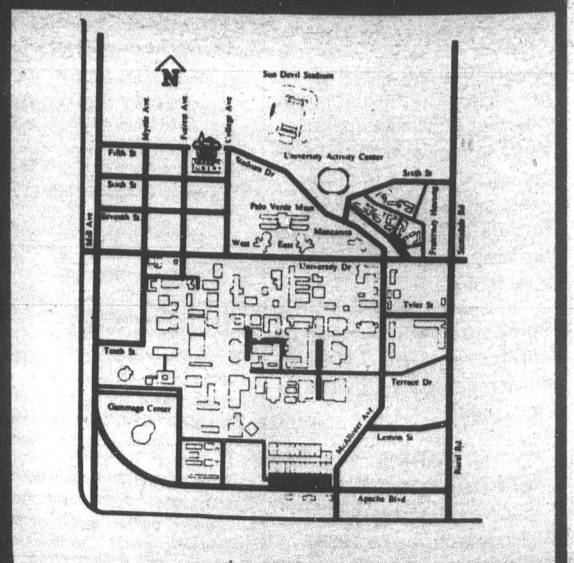 N
Sun Devil Stadium
Myrtle Ave
Forest Ave
College Ave
Fifth St
Stadium Dr
University Activity Center
Sixth St
Sixth St
Palo Verde Main
Fraternity Housing
Seventh St
Manzanita
Mill Ave
West
East
Scottsdale Rd
University Dr
Tyler St
Tenth St
Terrace Dr
Gammage Center
McAllister Ave
Lemon St
Rural Rd
Apache Blvd